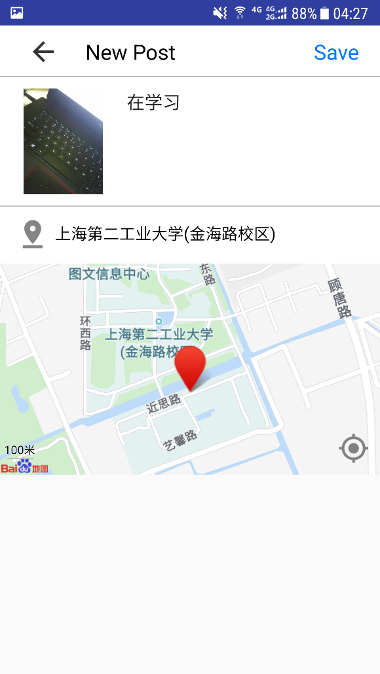 4G 4G 2G 88% 04:27
New Post Save
在学习
上海第二工业大学(金海路校区)
图文信息中心
东路
顾唐路
环西路
上海第二工业大学
(金海路校
近思路
艺馨路
100米
Bai 地图